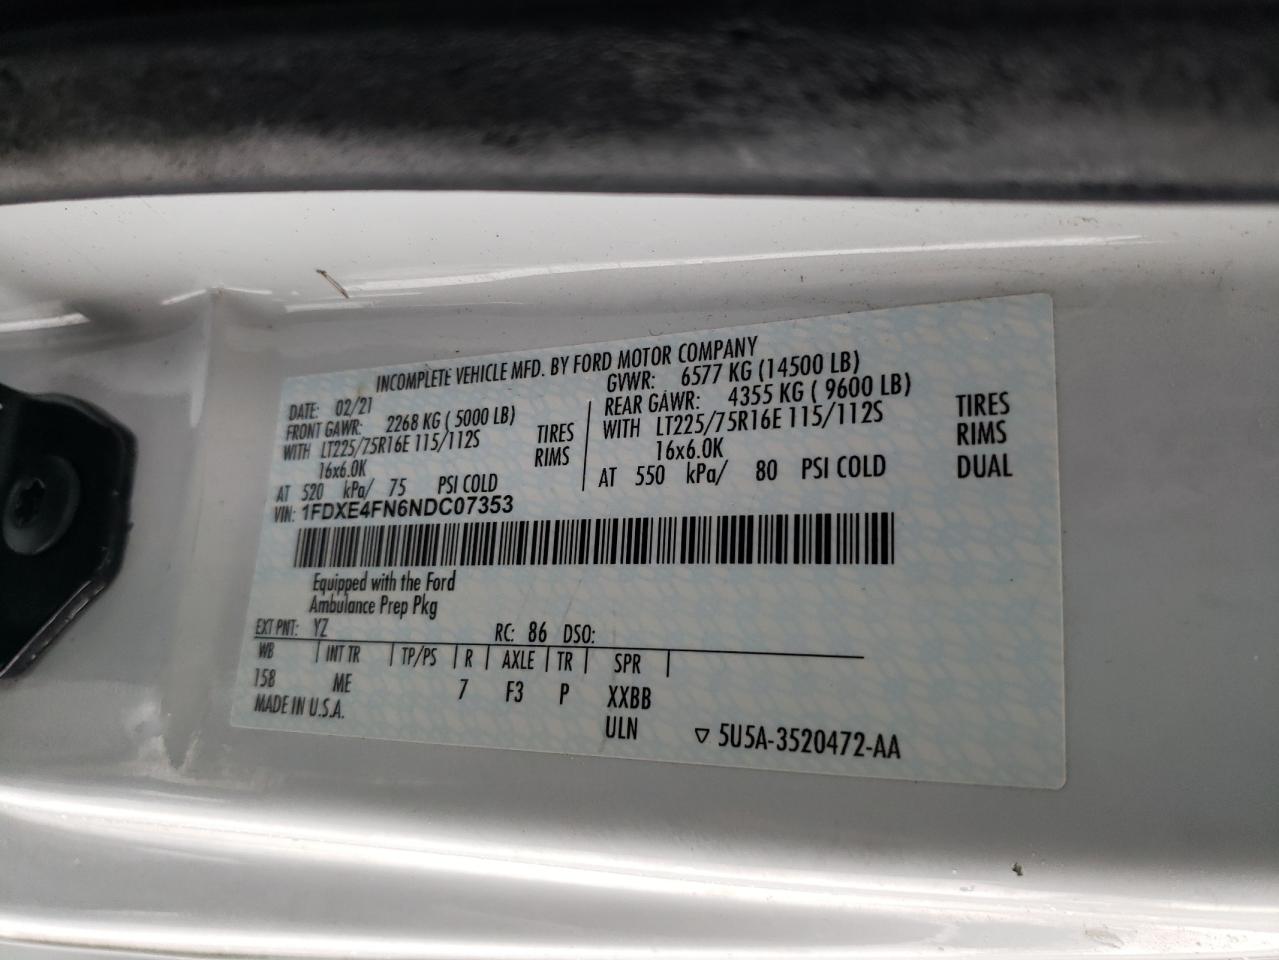 INCOMPLETE VEHICLE MFD. BY FORD MOTOR COMPANY
DATE: 02/21
FRONT GAWR: 2268 KG ( 5000 LB)
WITH LT225/75R16E 115/112S TIRES
16x6.0K RIMS
AT 520 kPa/ 75 PSI COLD
GVWR: 6577 KG (14500 LB)
REAR GAWR: 4355 KG ( 9600 LB)
WITH LT225/75R16E 115/112S TIRES
16x6.0K RIMS
AT 550 kPa/ 80 PSI COLD DUAL
VIN: 1FDXE4FN6NDC07353
Equipped with the Ford
Ambulance Prep Pkg
EXT PNT: YZ RC: 86 DSO:
WB INT TR TP/PS R AXLE TR SPR
158 ME 7 F3 P XXBB
MADE IN U.S.A. ULN ▽ 5U5A-3520472-AA